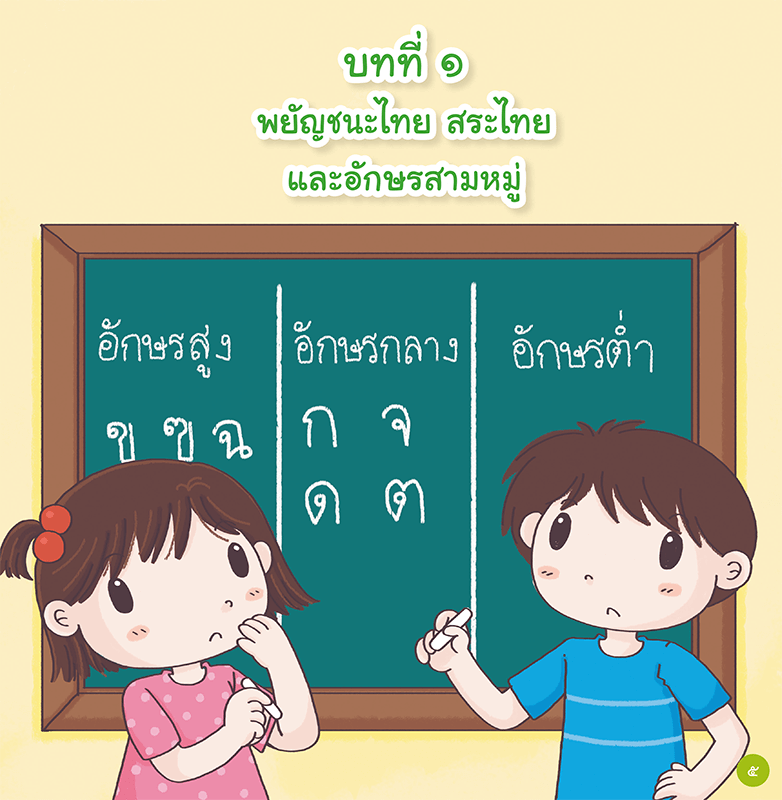 บทที่ ๑
พยัญชนะไทย สระไทย
และอักษรสามหมู่
อักษรสูง อักษรกลาง อักษรต่ำ
ข ฃ ฉ ก จ
ด ต
๕